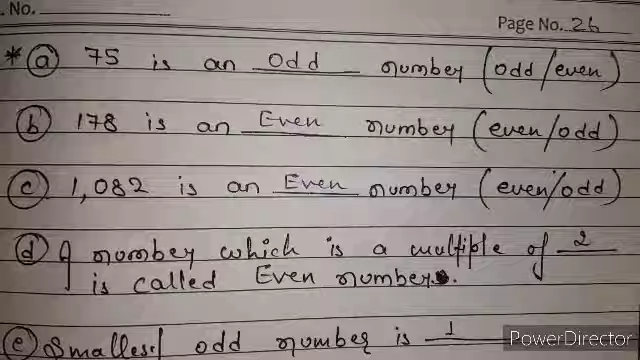 . No.
Page No. 26
* (a) 75 is an Odd number (odd/even)
(b) 178 is an Even number (even/odd)
(c) 1,082 is an Even number (even/odd)
(d) A number which is a multiple of 2
is called Even number.
(e) Smallest odd number is 1
PowerDirector